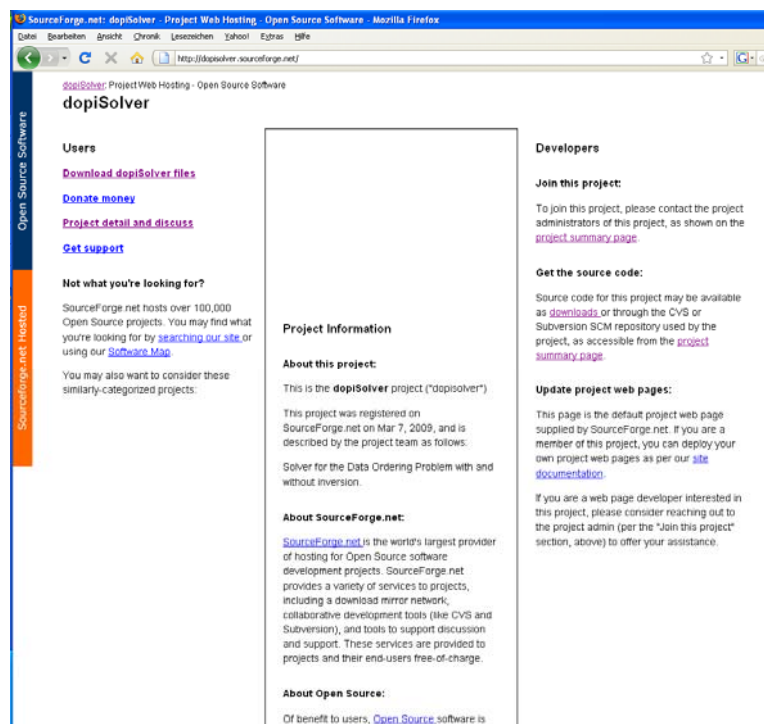 SourceForge.net: dopiSolver - Project Web Hosting - Open Source Software - Mozilla Firefox
Datei Bearbeiten Ansicht Chronik Lesezeichen Yahoo! Extras Hilfe
http://dopisolver.sourceforge.net/
dopiSolver: Project Web Hosting - Open Source Software
dopiSolver
Open Source Software
Sourceforge.net Hosted
Users
Download dopiSolver files
Donate money
Project detail and discuss
Get support
Not what you're looking for?
SourceForge.net hosts over 100,000
Open Source projects. You may find what
you're looking for by searching our site or
using our Software Map.
You may also want to consider these
similarly-categorized projects:
Project Information
About this project:
This is the dopiSolver project ("dopisolver")
This project was registered on
SourceForge.net on Mar 7, 2009, and is
described by the project team as follows:
Solver for the Data Ordering Problem with and
without inversion.
About SourceForge.net:
SourceForge.net is the world's largest provider
of hosting for Open Source software
development projects. SourceForge.net
provides a variety of services to projects,
including a download mirror network,
collaborative development tools (like CVS and
Subversion), and tools to support discussion
and support. These services are provided to
projects and their end-users free-of-charge.
About Open Source:
Of benefit to users, Open Source software is
Developers
Join this project:
To join this project, please contact the project
administrators of this project, as shown on the
project summary page.
Get the source code:
Source code for this project may be available
as downloads or through the CVS or
Subversion SCM repository used by the
project, as accessible from the project
summary page.
Update project web pages:
This page is the default project web page
supplied by SourceForge.net. If you are a
member of this project, you can deploy your
own project web pages as per our site
documentation.
If you are a web page developer interested in
this project, please consider reaching out to
the project admin (per the "Join this project"
section, above) to offer your assistance.